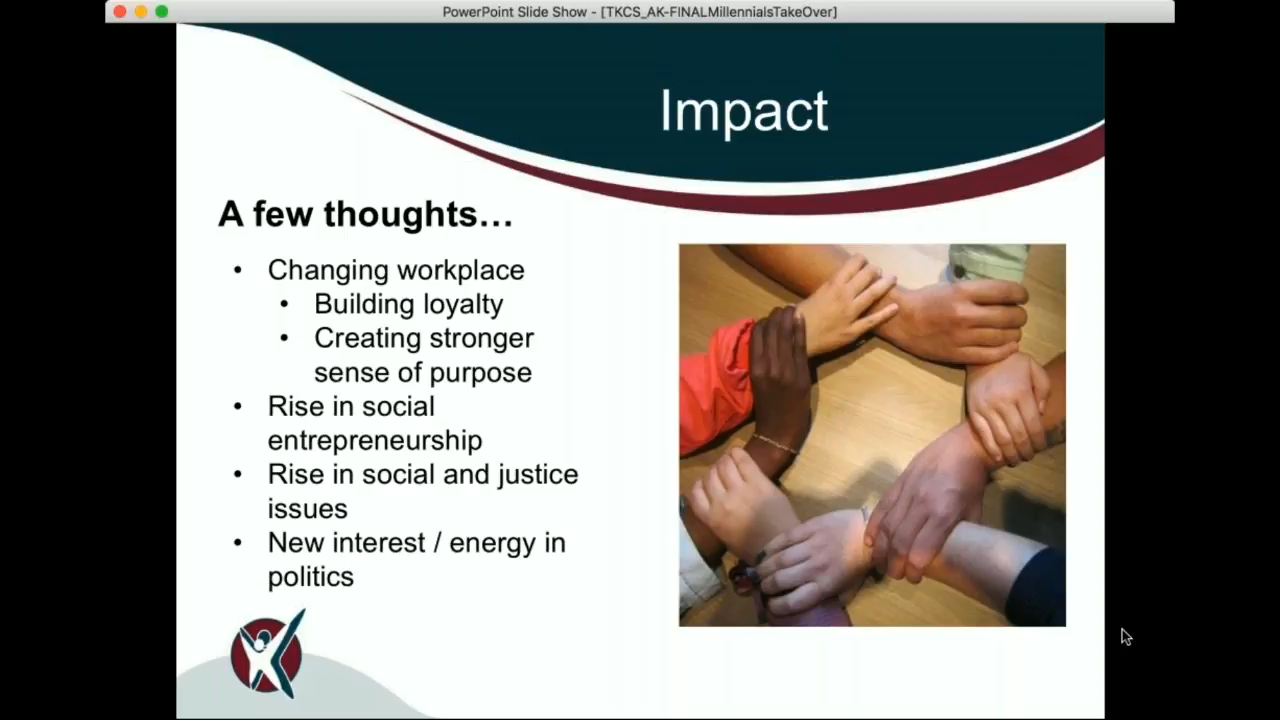 PowerPoint Slide Show - [TKCS_AK-FINALMillennialsTakeOver]
Impact
A few thoughts…
• Changing workplace
• Building loyalty
• Creating stronger
sense of purpose
• Rise in social
entrepreneurship
• Rise in social and justice
issues
• New interest / energy in
politics